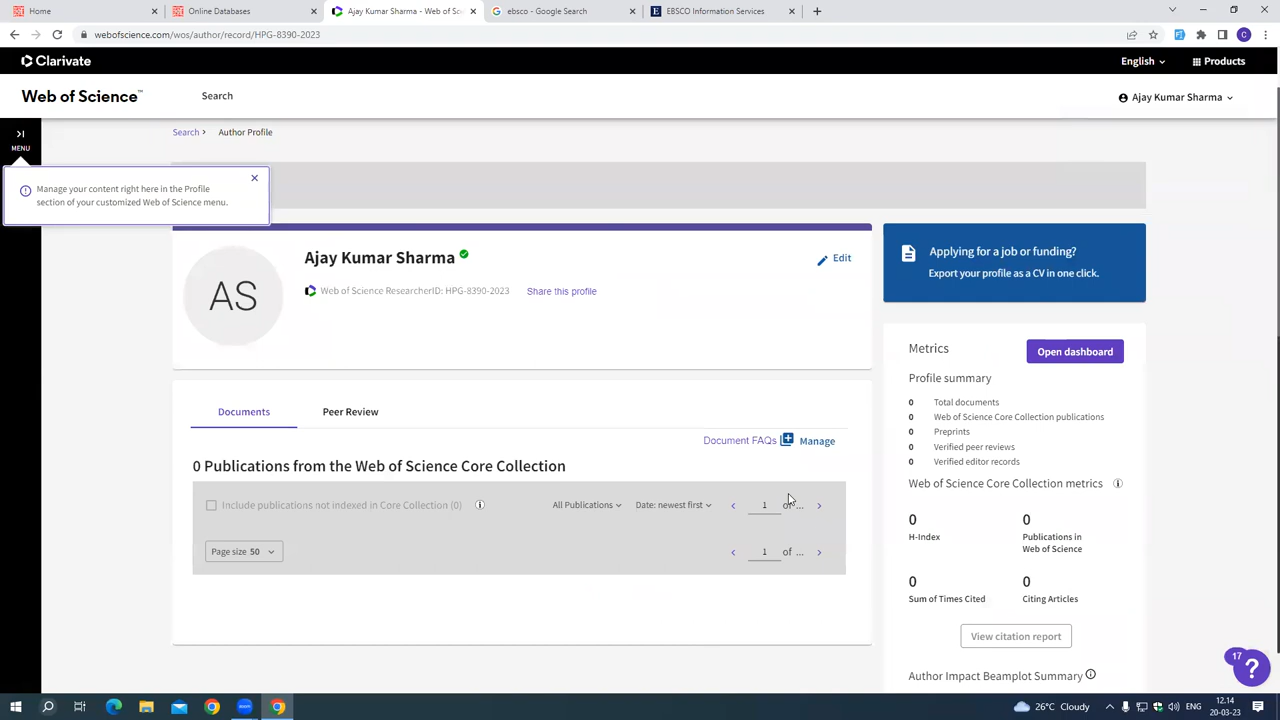 Home
Online Databases
Ajay Kumar Sharma - Web of Sci
ebsco - Google Search
EBSCO Information Services
webofscience.com/wos/author/record/HPG-8390-2023
C
Clarivate
English
Products
Web of Science™
Search
Ajay Kumar Sharma
MENU
Search > Author Profile
Manage your content right here in the Profile
section of your customized Web of Science menu.
AS
Ajay Kumar Sharma
Edit
Web of Science ResearcherID: HPG-8390-2023
Share this profile
Applying for a job or funding?
Export your profile as a CV in one click.
Documents
Peer Review
Document FAQs
Manage
0 Publications from the Web of Science Core Collection
Include publications not indexed in Core Collection (0)
All Publications
Date: newest first
1 of ...
Page size 50
1 of ...
Metrics
Open dashboard
Profile summary
0 Total documents
0 Web of Science Core Collection publications
0 Preprints
0 Verified peer reviews
0 Verified editor records
Web of Science Core Collection metrics
0
H-Index
0
Publications in
Web of Science
0
Sum of Times Cited
0
Citing Articles
View citation report
Author Impact Beamplot Summary
17
?
26°C Cloudy
ENG
12.14
20-03-23